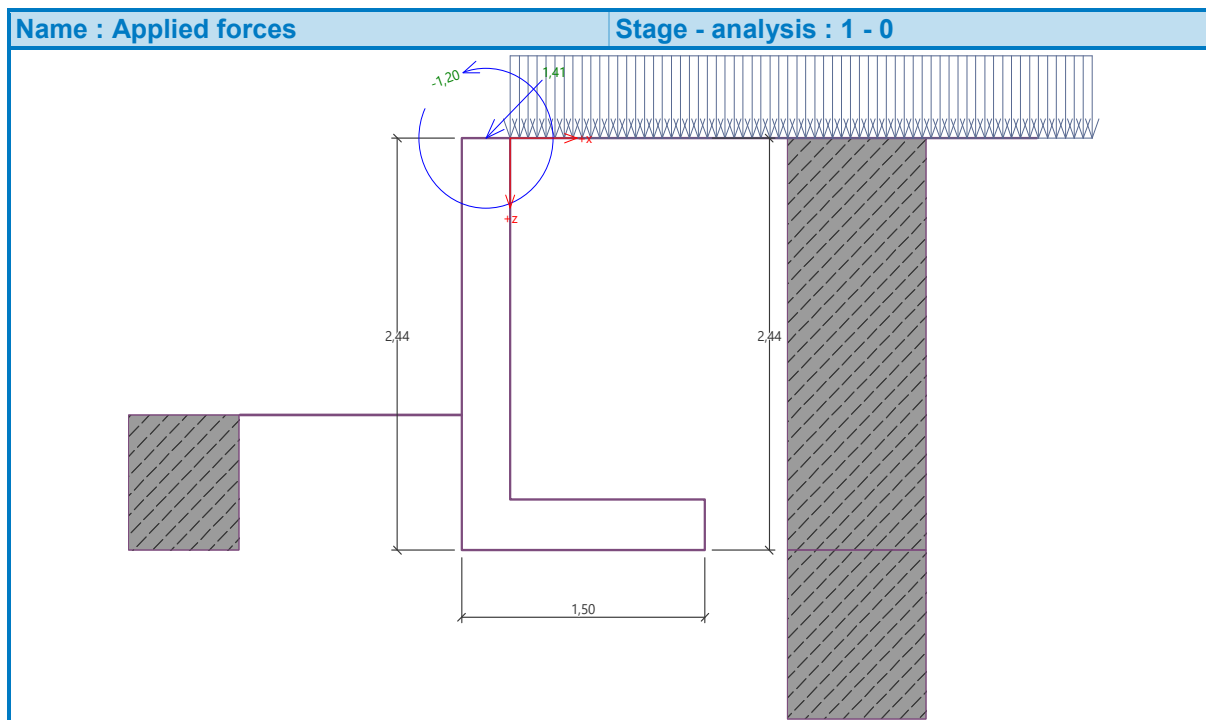 Name : Applied forces
Stage - analysis : 1 - 0
-1,20
1,41
+x
+z
2,44
2,44
1,50